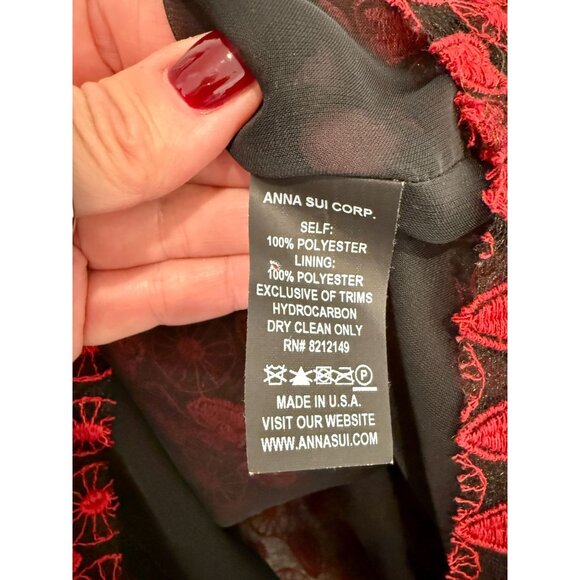 ANNA SUI CORP.
SELF:
100% POLYESTER
LINING:
100% POLYESTER
EXCLUSIVE OF TRIMS
HYDROCARBON
DRY CLEAN ONLY
RN# 8212149
P
MADE IN U.S.A.
VISIT OUR WEBSITE
WWW.ANNASUI.COM